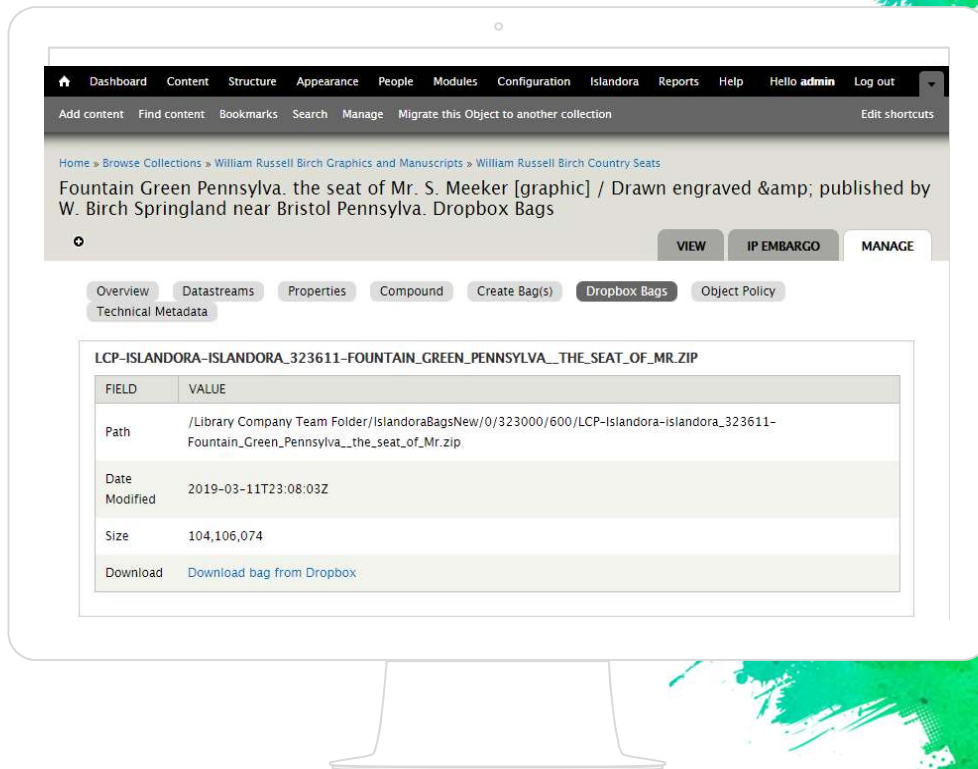 Dashboard Content Structure Appearance People Modules Configuration Islandora Reports Help Hello admin Log out
Add content Find content Bookmarks Search Manage Migrate this Object to another collection Edit shortcuts
Home » Browse Collections » William Russell Birch Graphics and Manuscripts » William Russell Birch Country Seats
Fountain Green Pennsylva. the seat of Mr. S. Meeker [graphic] / Drawn engraved &amp; published by
W. Birch Springland near Bristol Pennsylva. Dropbox Bags
VIEW IP EMBARGO MANAGE
Overview Datastreams Properties Compound Create Bag(s) Dropbox Bags Object Policy
Technical Metadata
LCP-ISLANDORA-ISLANDORA_323611-FOUNTAIN_GREEN_PENNSYLVA__THE_SEAT_OF_MR.ZIP
FIELD VALUE
Path /Library Company Team Folder/IslandoraBagsNew/0/323000/600/LCP-Islandora-islandora_323611-
Fountain_Green_Pennsylva__the_seat_of_Mr.zip
Date
Modified 2019-03-11T23:08:03Z
Size 104,106,074
Download Download bag from Dropbox